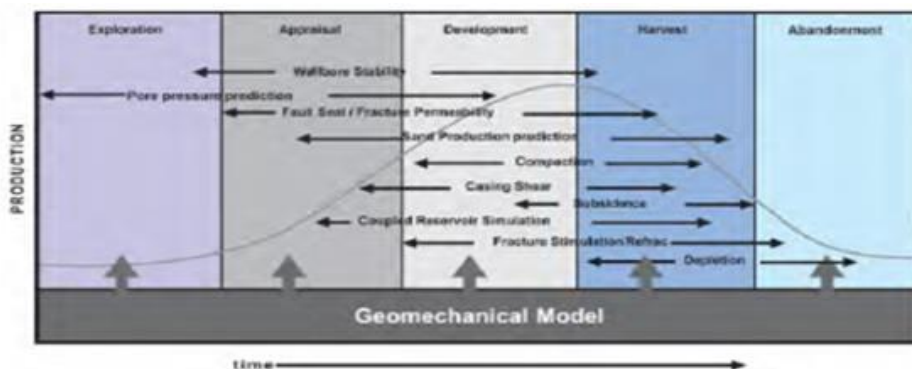 Exploration
Appraisal
Development
Harvest
Abandonment
Wellbore Stability
Pore pressure prediction
Fault Seal / Fracture Permeability
Sand Production prediction
Compaction
Casing Shear
Subsidence
Coupled Reservoir Simulation
Fracture Stimulation/Refrac
Depletion
PRODUCTION
Geomechanical Model
time